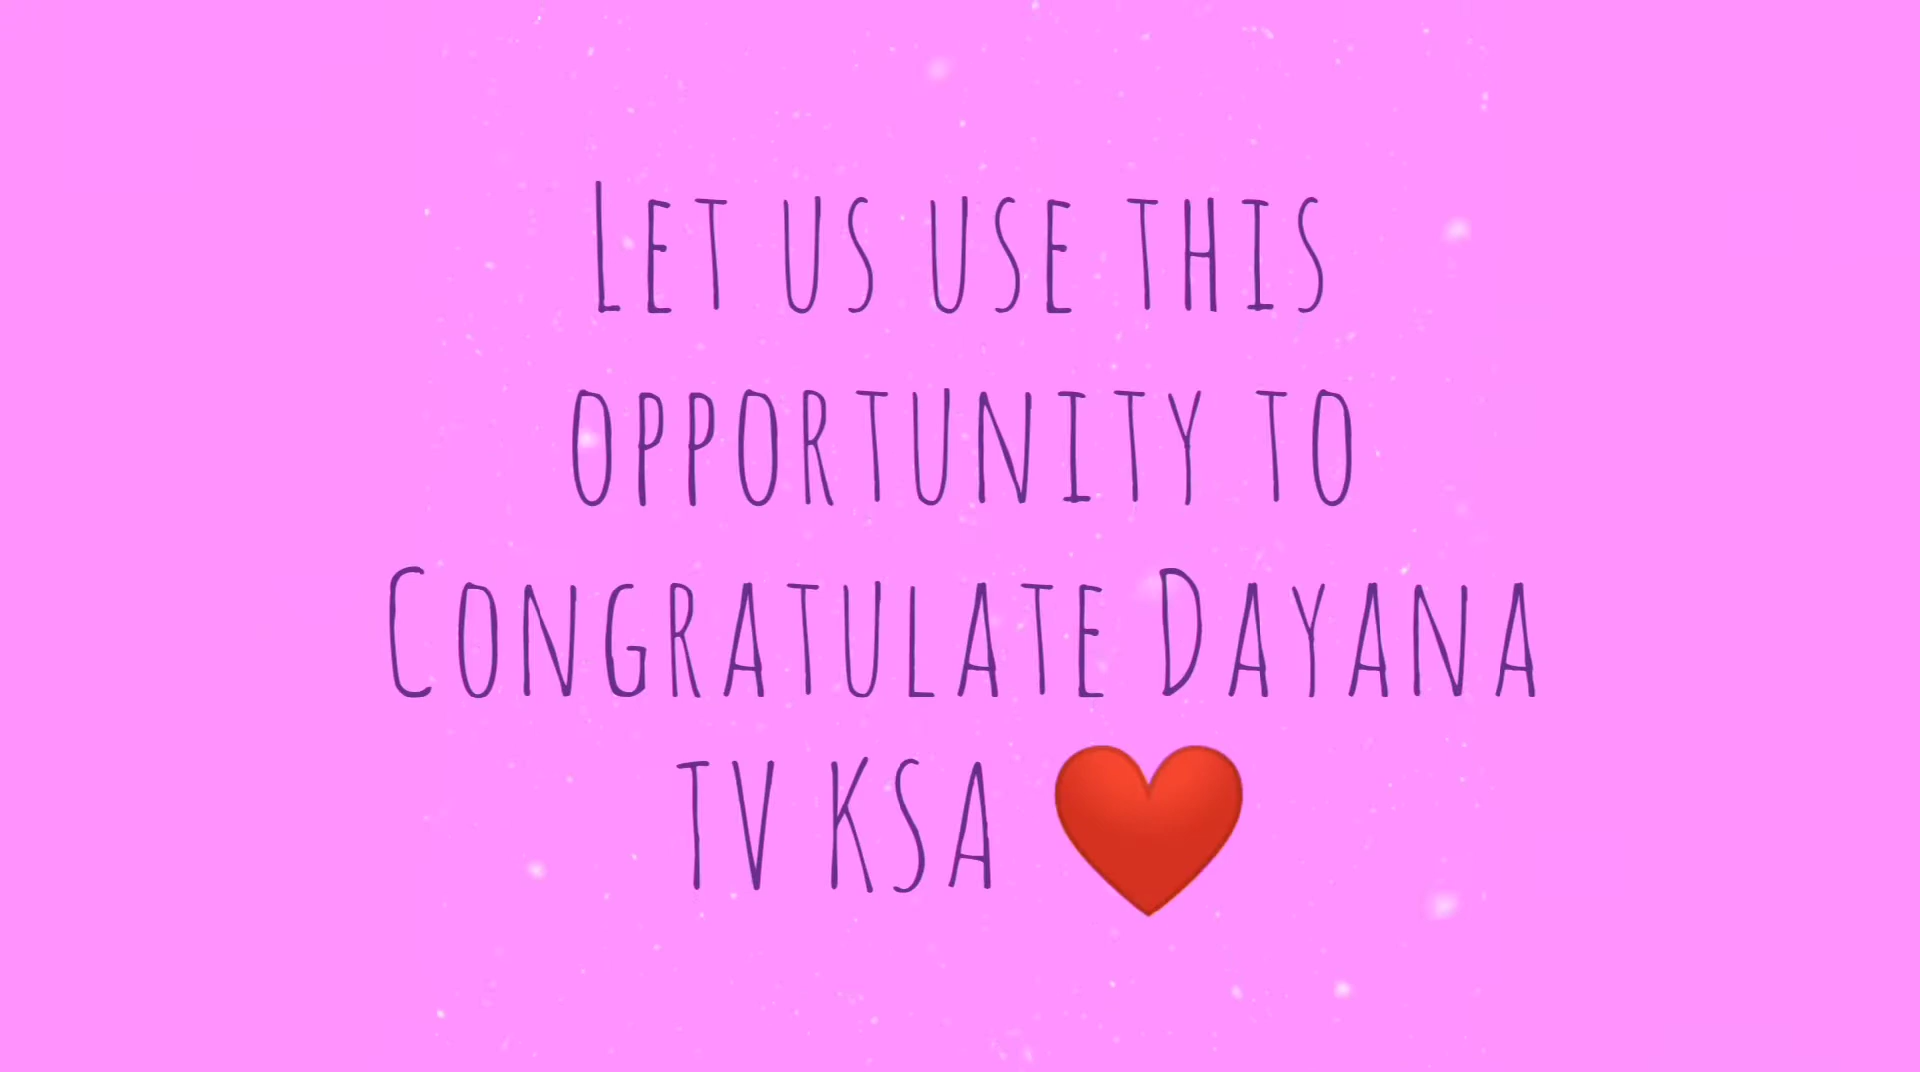 Let us use this
opportunity to
Congratulate Dayana
TV KSA ❤️